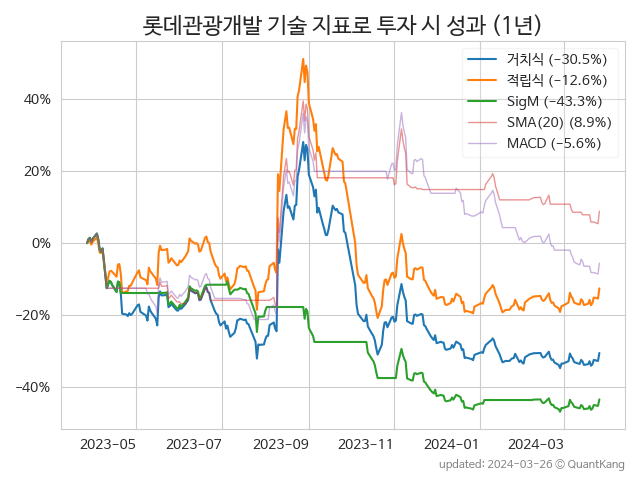 롯데관광개발 기술 지표로 투자 시 성과 (1년)
거치식 (−30.5%)
적립식 (−12.6%)
SigM (−43.3%)
SMA(20) (8.9%)
MACD (−5.6%)
40%
20%
0%
−20%
−40%
2023-05 2023-07 2023-09 2023-11 2024-01 2024-03
updated: 2024-03-26 © QuantKang